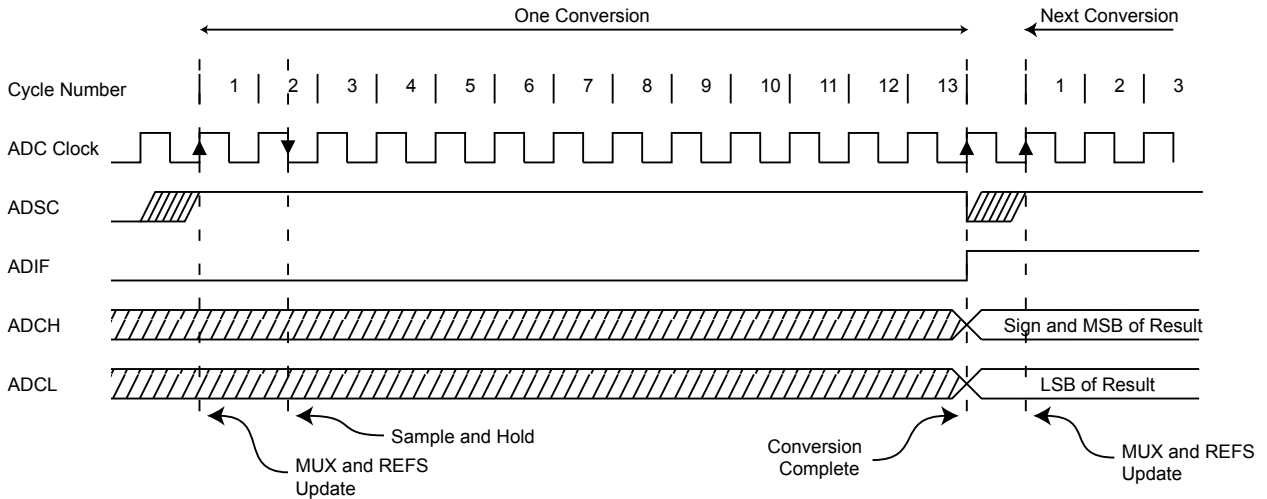 One Conversion Next Conversion
Cycle Number 1 2 3 4 5 6 7 8 9 10 11 12 13 1 2 3
ADC Clock
ADSC
ADIF
ADCH Sign and MSB of Result
ADCL LSB of Result
Sample and Hold
MUX and REFS
Update
Conversion
Complete
MUX and REFS
Update